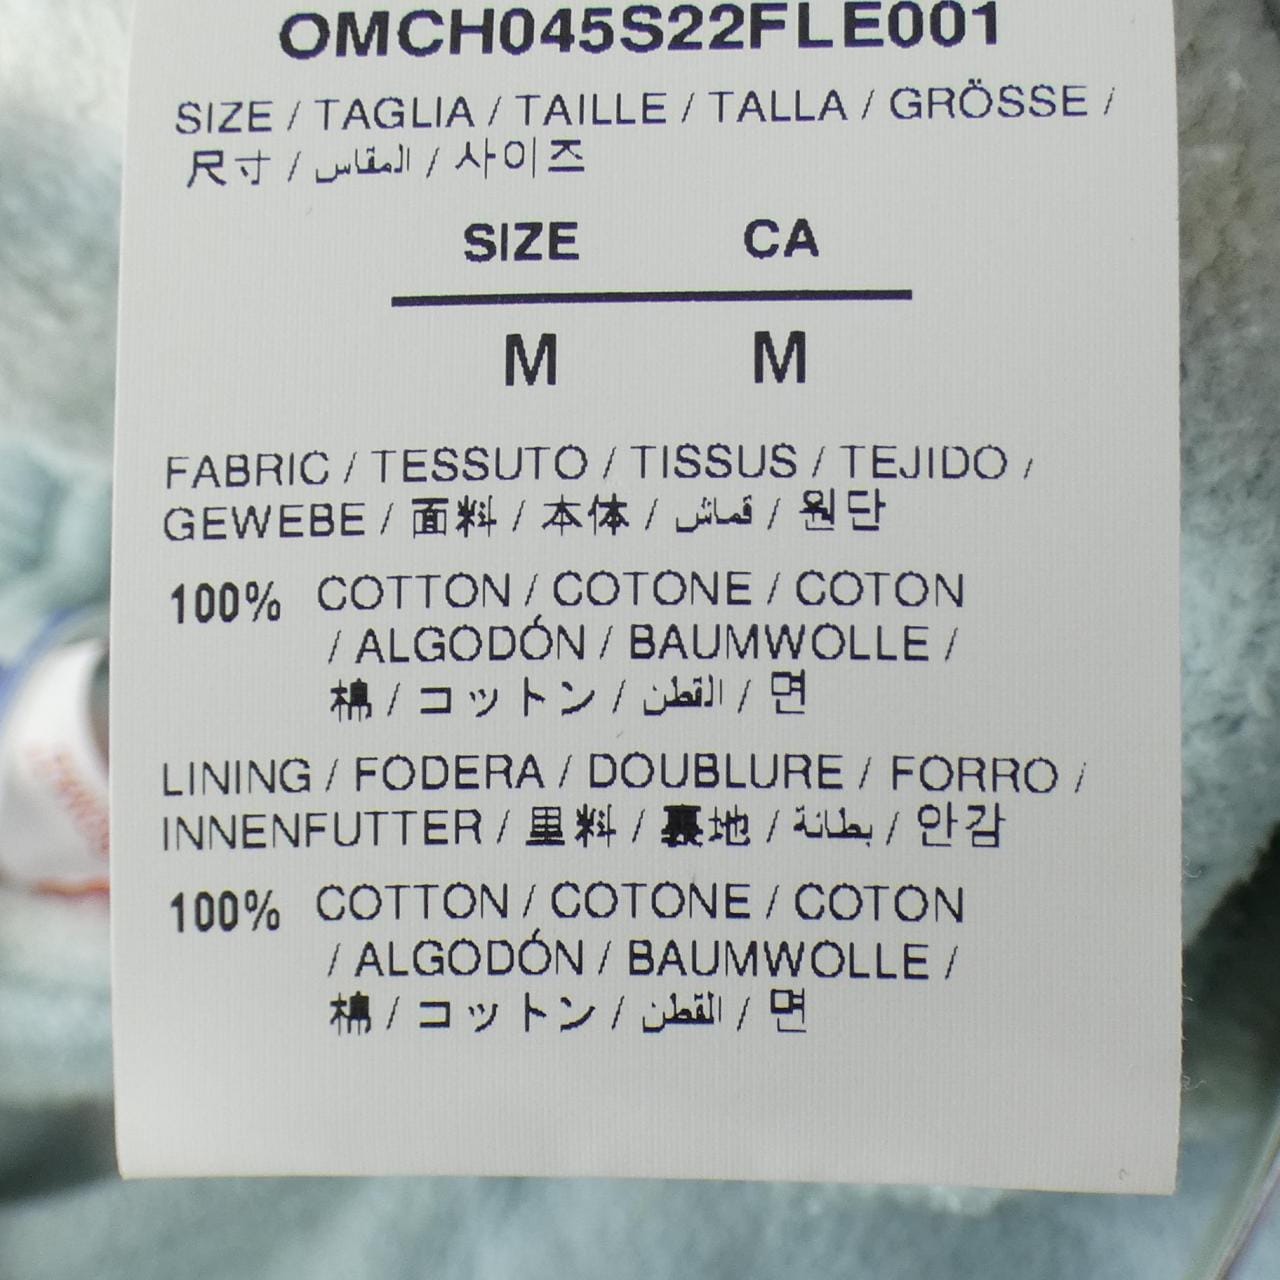 OMCH045S22FLE001
SIZE / TAGLIA / TAILLE / TALLA / GRÖSSE /
尺寸 / المقاس / 사이즈
SIZE CA
M M
FABRIC / TESSUTO / TISSUS / TEJIDO /
GEWEBE / 面料 / 本体 / قماش / 원단
100% COTTON / COTONE / COTON
/ ALGODÓN / BAUMWOLLE /
棉 / コットン / القطن / 면
LINING / FODERA / DOUBLURE / FORRO /
INNENFUTTER / 里料 / 裏地 / بطانة / 안감
100% COTTON / COTONE / COTON
/ ALGODÓN / BAUMWOLLE /
棉 / コットン / القطن / 면